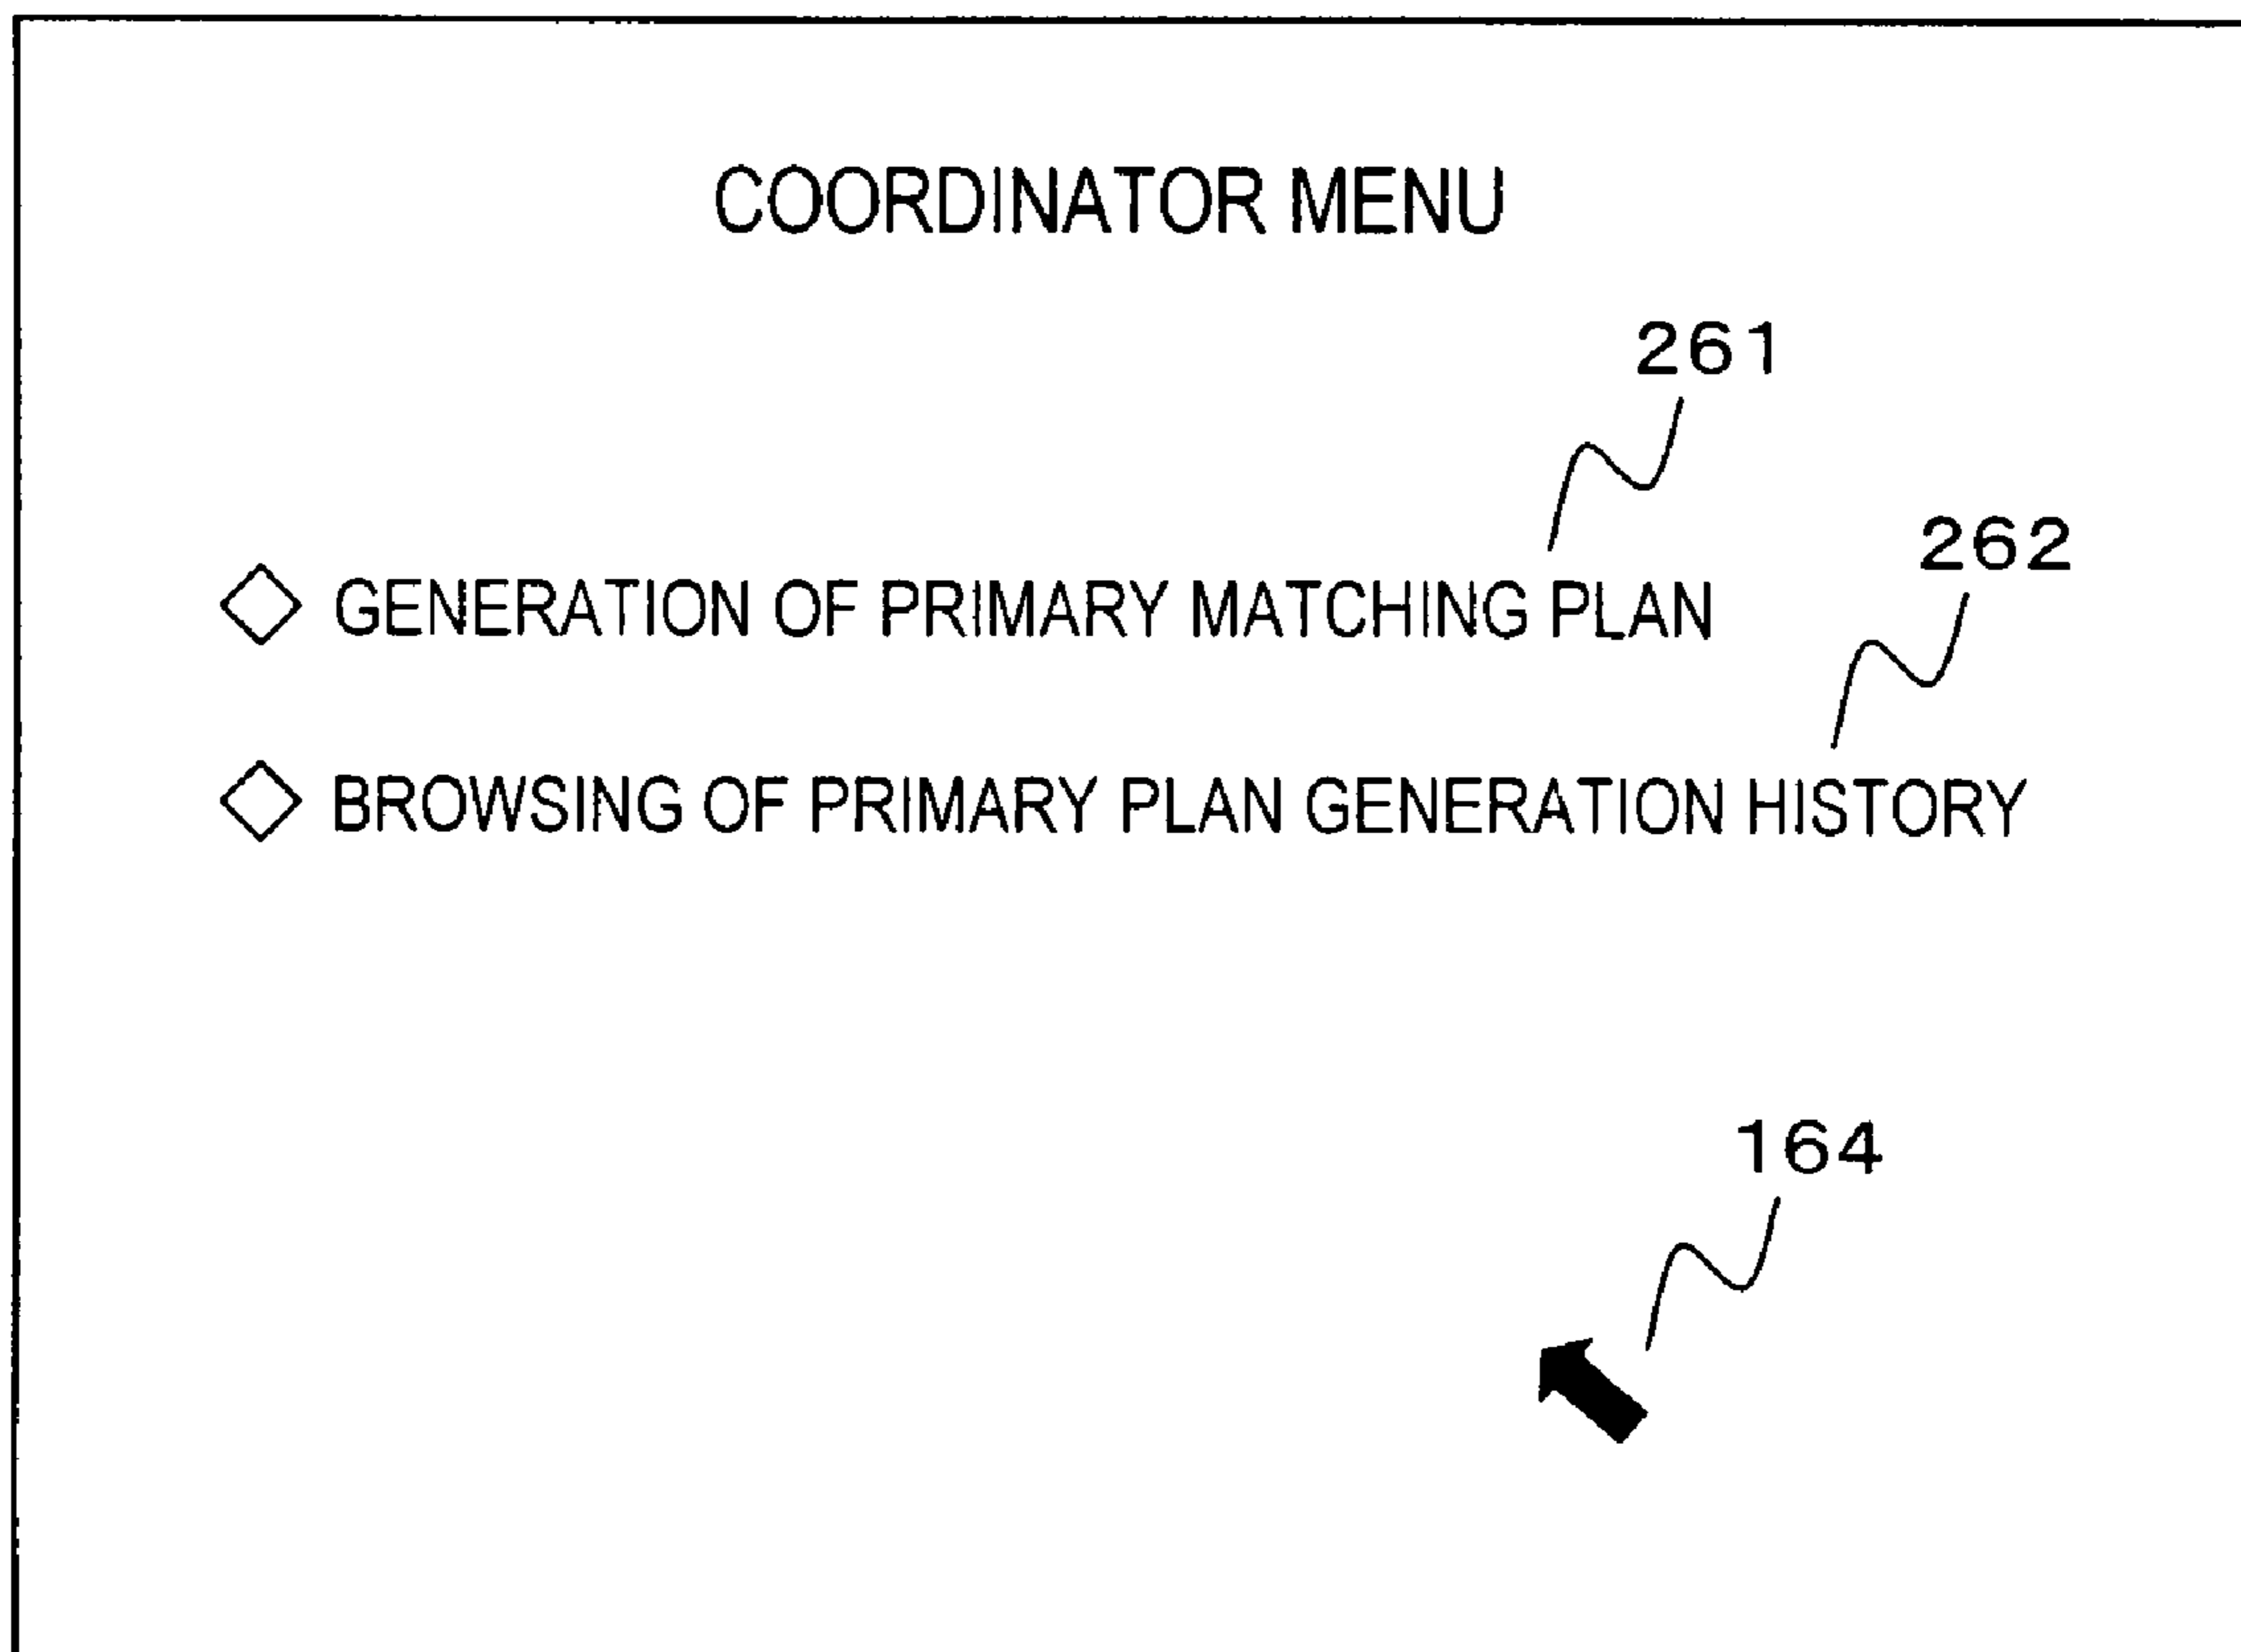 COORDINATOR MENU
261
◇ GENERATION OF PRIMARY MATCHING PLAN
262
◇ BROWSING OF PRIMARY PLAN GENERATION HISTORY
164